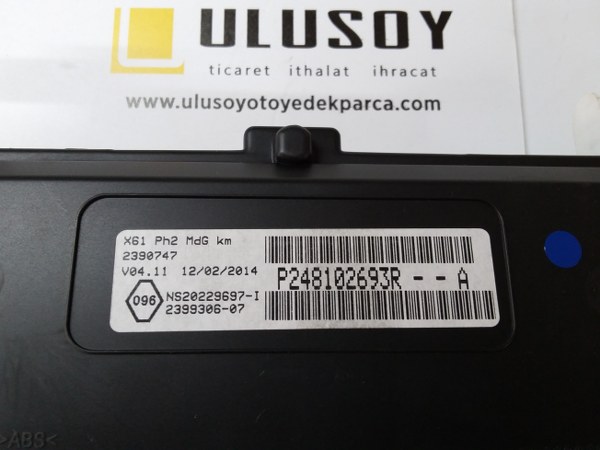 ULUSOY
ticaret ithalat ihracat
www.ulusoyotoyedekparca.com
X61 Ph2 MdG km
2390747
V04.11 12/02/2014
P248102693R -- A
096
NS20229697-I
2399306-07
>ABS<